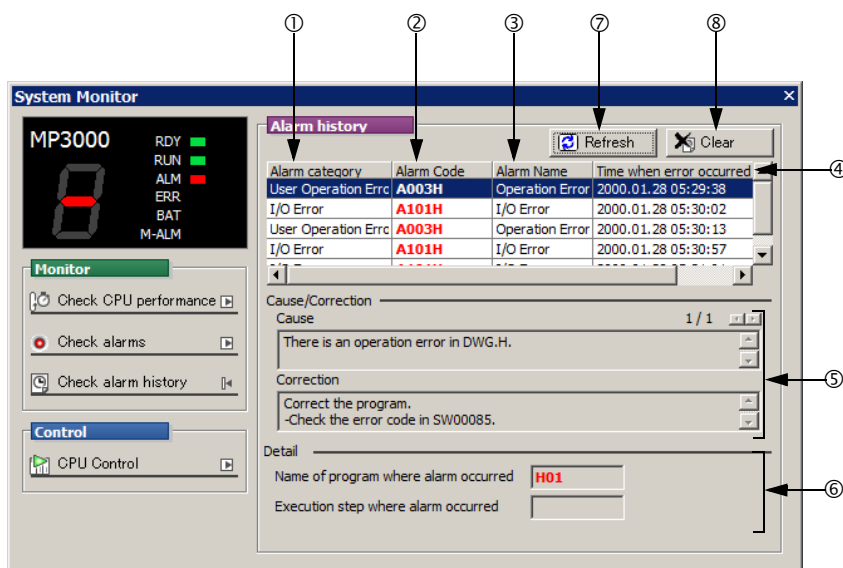 ① ② ③ ⑦ ⑧
System Monitor ×
MP3000
RDY
RUN
ALM
ERR
BAT
M-ALM
Monitor
Check CPU performance
Check alarms
Check alarm history
Control
CPU Control
Alarm history
Refresh Clear
④
Alarm category Alarm Code Alarm Name Time when error occurred
User Operation Errc A003H Operation Error 2000.01.28 05:29:38
I/O Error A101H I/O Error 2000.01.28 05:30:02
User Operation Errc A003H Operation Error 2000.01.28 05:30:13
I/O Error A101H I/O Error 2000.01.28 05:30:57
Cause/Correction
Cause 1 / 1
There is an operation error in DWG.H.
⑤
Correction
Correct the program.
-Check the error code in SW00085.
Detail
Name of program where alarm occurred H01
⑥
Execution step where alarm occurred